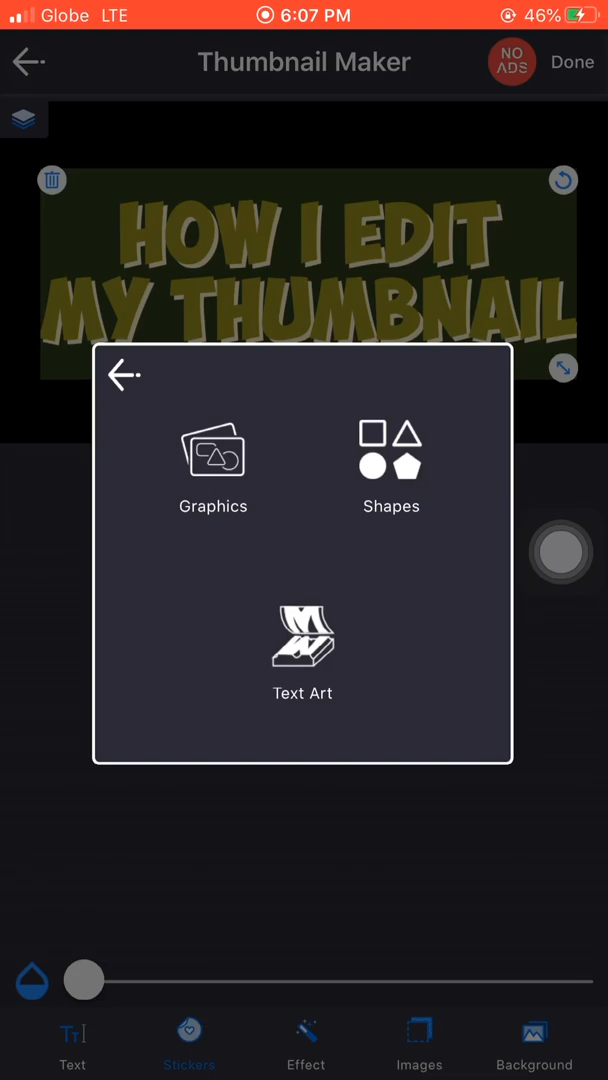 Globe LTE 6:07 PM 46%
Thumbnail Maker NO ADS Done
HOW I EDIT
MY THUMBNAIL
Graphics Shapes
Text Art
Text Stickers Effect Images Background